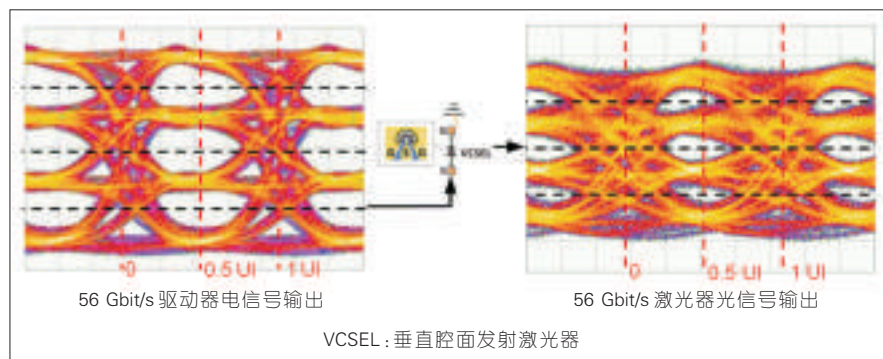 VCSEL
0 0.5 UI 1 UI
0 0.5 UI 1 UI
56 Gbit/s 驱动器电信号输出
56 Gbit/s 激光器光信号输出
VCSEL：垂直腔面发射激光器